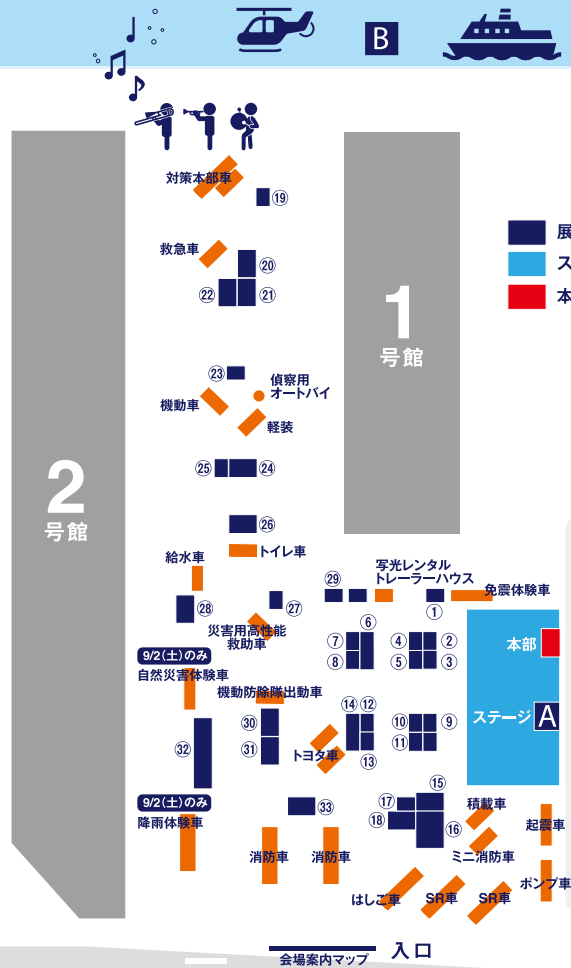 B
対策本部車
⑲
救急車
⑳
㉒
㉑
展
ス
本
1
号館
㉓
偵察用
オートバイ
機動車
軽装
㉕
㉔
2
号館
㉖
トイレ車
給水車
写光レンタル
トレーラーハウス
㉙
免震体験車
①
㉘
㉗
災害用高性能
救助車
⑥
⑦
④
②
⑧
⑤
③
本部
9/2(土)のみ
自然災害体験車
機動防除隊出動車
⑭
⑫
㉚
⑩
⑨
ステージ
A
㉜
㉛
トヨタ車
⑪
⑬
⑮
9/2(土)のみ
降雨体験車
㉝
⑰
⑱
⑯
積載車
起震車
消防車
消防車
ミニ消防車
はしご車
SR車
SR車
ポンプ車
入口
会場案内マップ